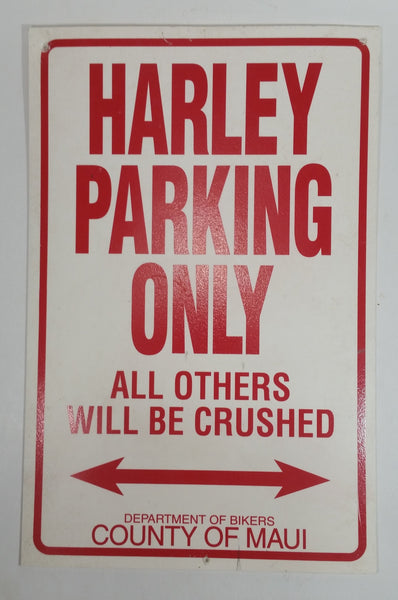 HARLEY
PARKING
ONLY
ALL OTHERS
WILL BE CRUSHED
DEPARTMENT OF BIKERS
COUNTY OF MAUI